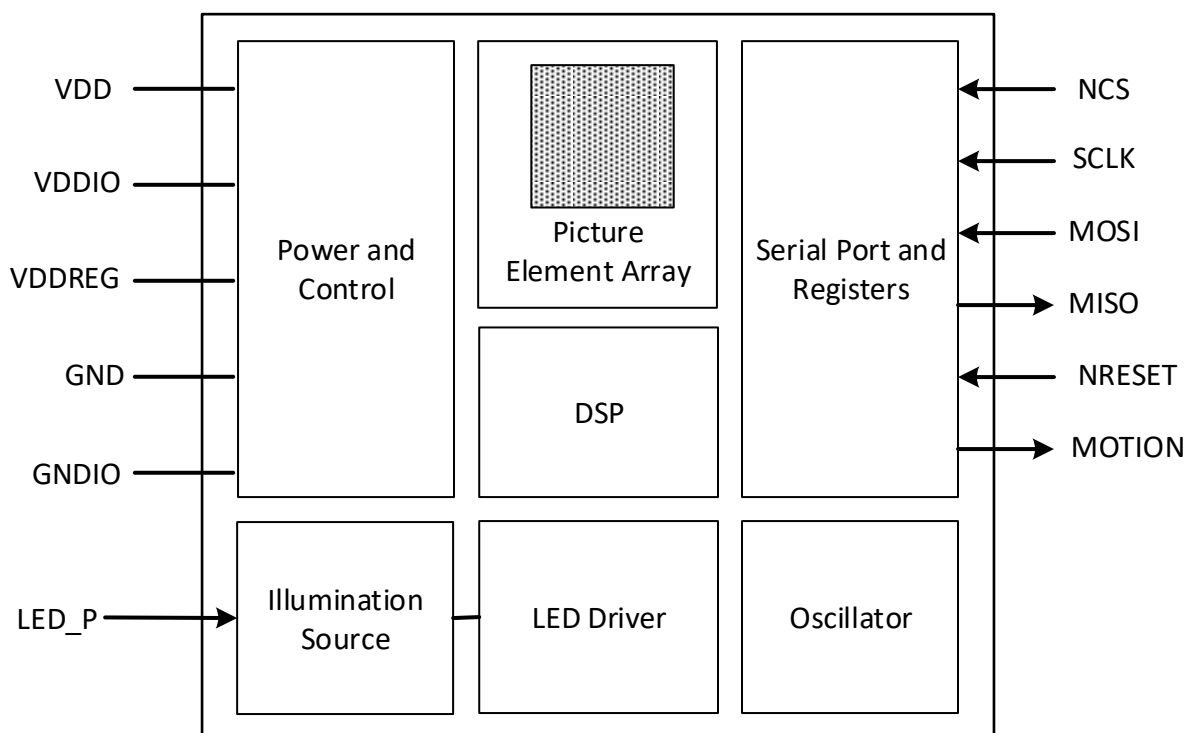 VDD
VDDIO
VDDREG
GND
GNDIO
LED_P
Power and
Control
Picture
Element Array
Serial Port and
Registers
DSP
Illumination
Source
LED Driver
Oscillator
NCS
SCLK
MOSI
MISO
NRESET
MOTION